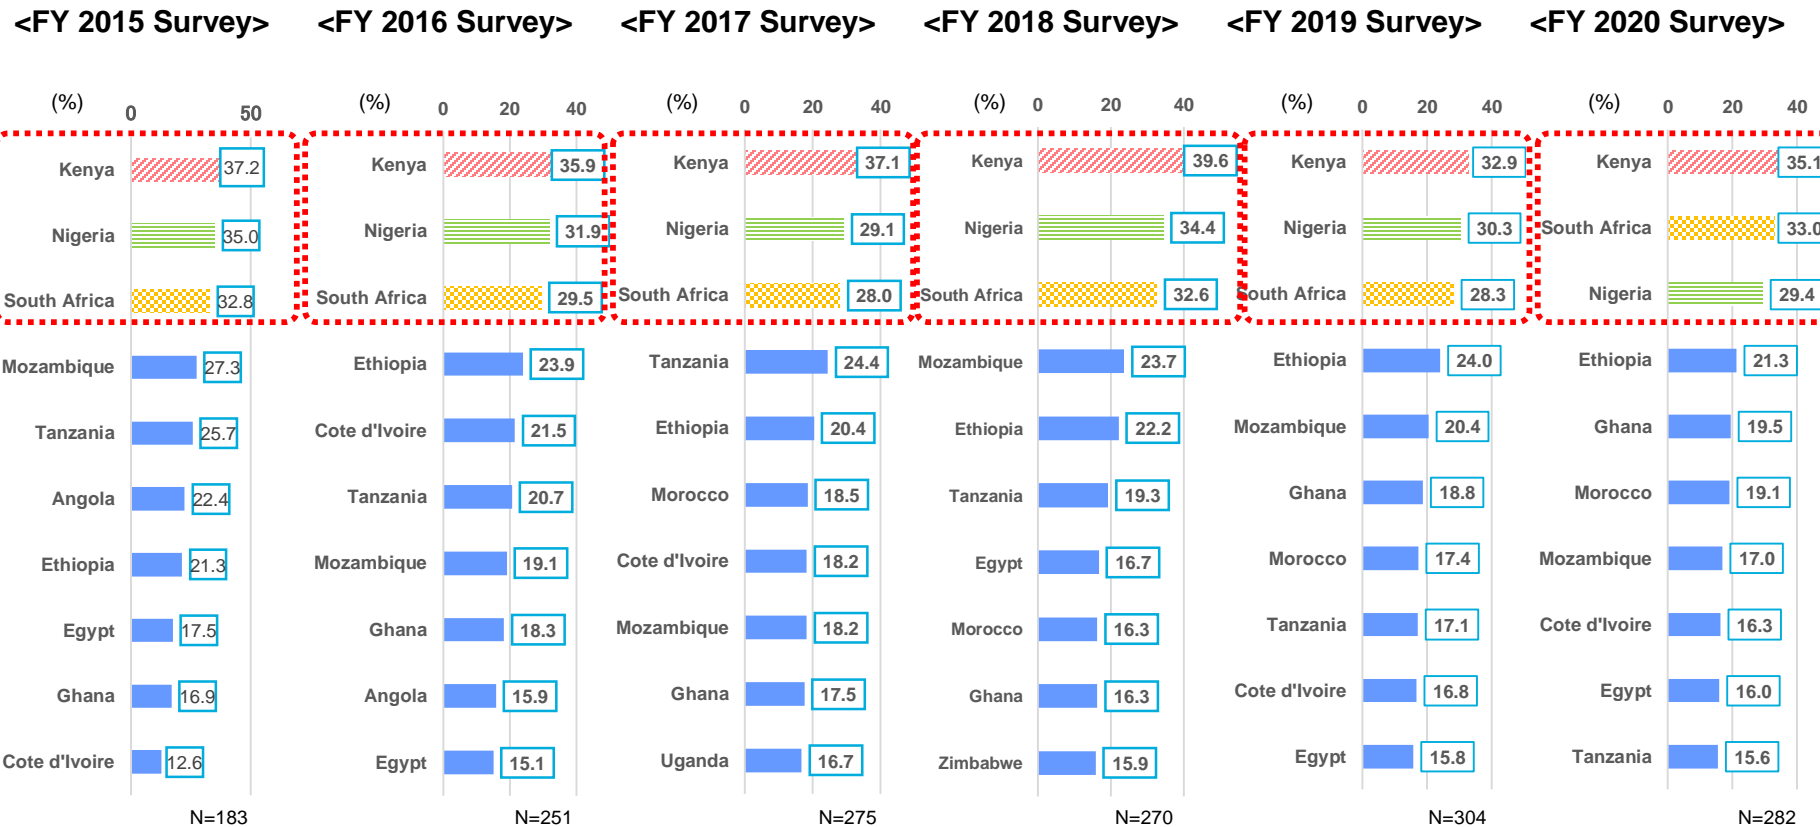 <FY 2015 Survey>
(%)
0 50
Kenya 37.2
Nigeria 35.0
South Africa 32.8
Mozambique 27.3
Tanzania 25.7
Angola 22.4
Ethiopia 21.3
Egypt 17.5
Ghana 16.9
Cote d'Ivoire 12.6
N=183
<FY 2016 Survey>
(%)
0 20 40
Kenya 35.9
Nigeria 31.9
South Africa 29.5
Ethiopia 23.9
Cote d'Ivoire 21.5
Tanzania 20.7
Mozambique 19.1
Ghana 18.3
Angola 15.9
Egypt 15.1
N=251
<FY 2017 Survey>
(%)
0 20 40
Kenya 37.1
Nigeria 29.1
South Africa 28.0
Tanzania 24.4
Ethiopia 20.4
Morocco 18.5
Cote d'Ivoire 18.2
Mozambique 18.2
Ghana 17.5
Uganda 16.7
N=275
<FY 2018 Survey>
(%)
0 20 40
Kenya 39.6
Nigeria 34.4
South Africa 32.6
Mozambique 23.7
Ethiopia 22.2
Tanzania 19.3
Egypt 16.7
Morocco 16.3
Ghana 16.3
Zimbabwe 15.9
N=270
<FY 2019 Survey>
(%)
0 20 40
Kenya 32.9
Nigeria 30.3
South Africa 28.3
Ethiopia 24.0
Mozambique 20.4
Ghana 18.8
Morocco 17.4
Tanzania 17.1
Cote d'Ivoire 16.8
Egypt 15.8
N=304
<FY 2020 Survey>
(%)
0 20 40
Kenya 35.1
South Africa 33.0
Nigeria 29.4
Ethiopia 21.3
Ghana 19.5
Morocco 19.1
Mozambique 17.0
Cote d'Ivoire 16.3
Egypt 16.0
Tanzania 15.6
N=282